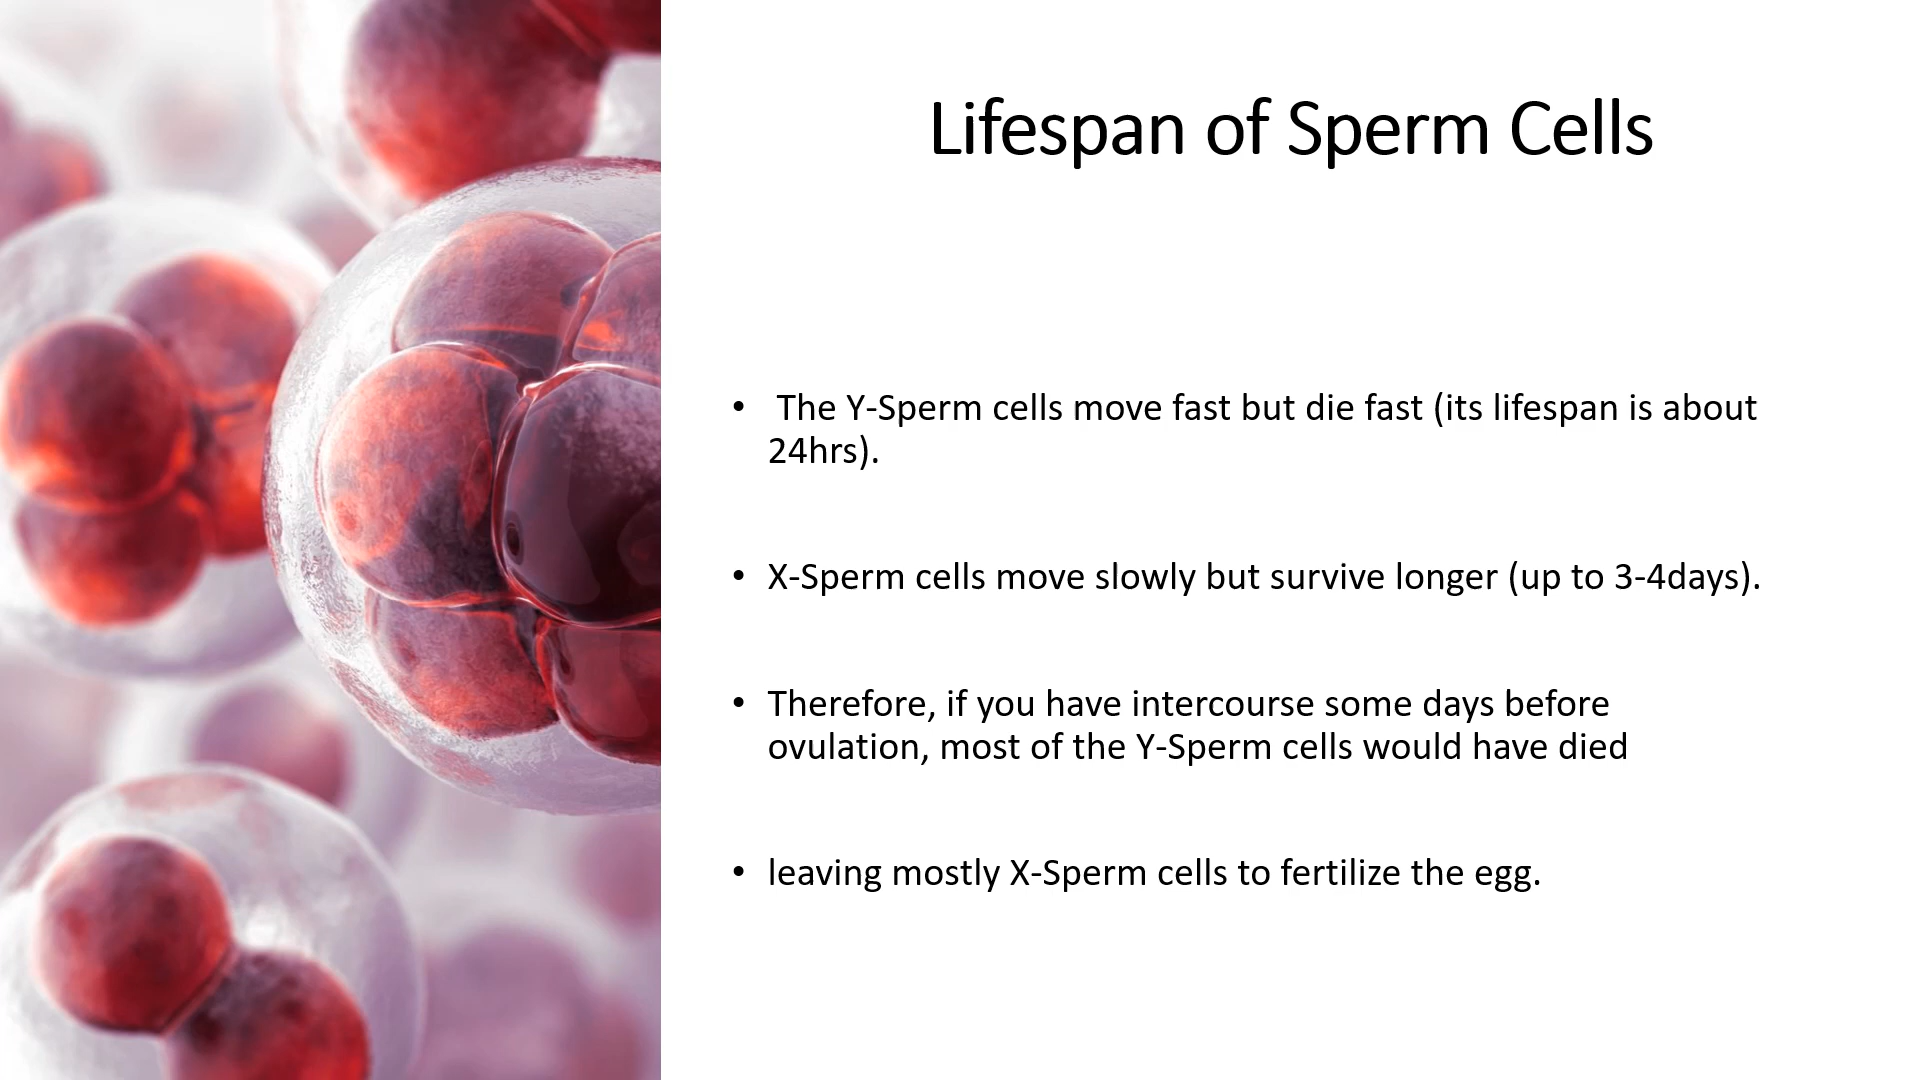 Lifespan of Sperm Cells
• The Y-Sperm cells move fast but die fast (its lifespan is about
24hrs).
• X-Sperm cells move slowly but survive longer (up to 3-4days).
• Therefore, if you have intercourse some days before
ovulation, most of the Y-Sperm cells would have died
• leaving mostly X-Sperm cells to fertilize the egg.